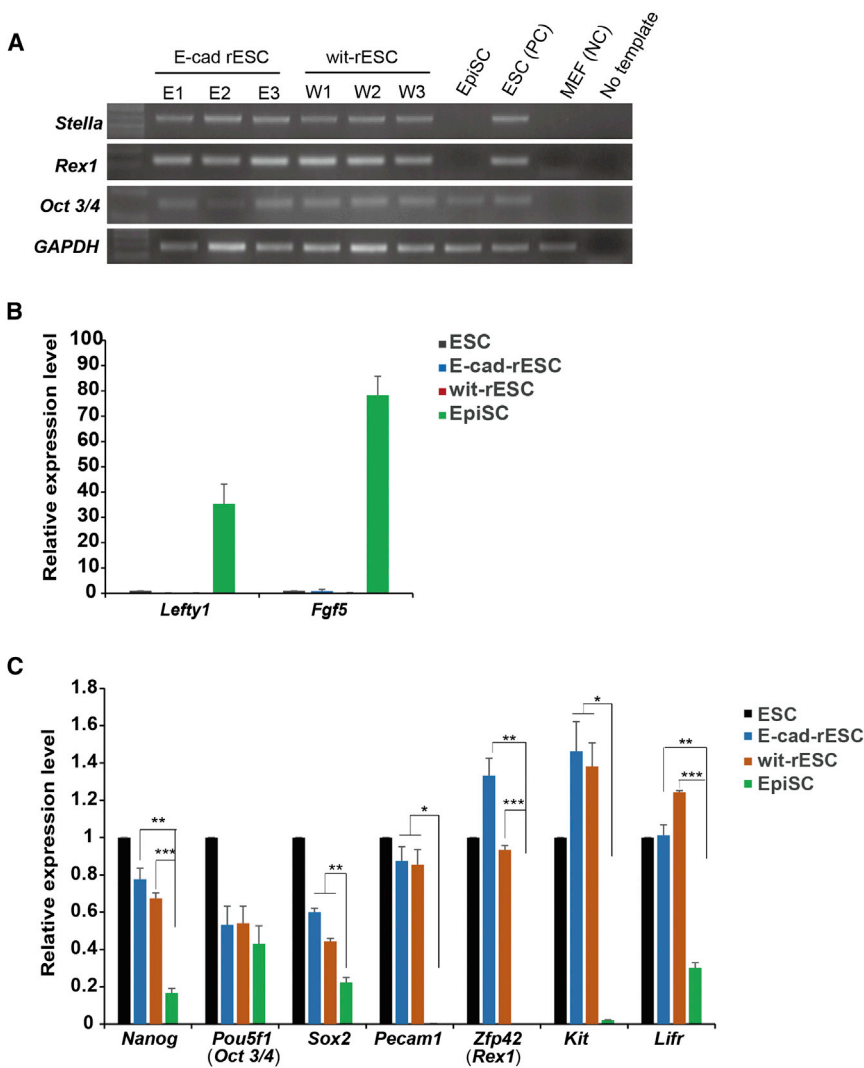 A
E-cad rESC
wit-rESC
EpiSC
ESC (PC)
MEF (NC)
No template
E1 E2 E3 W1 W2 W3
Stella
Rex1
Oct 3/4
GAPDH
B
Relative expression level
100
90
80
70
60
50
40
30
20
10
0
Lefty1 Fgf5
ESC
E-cad-rESC
wit-rESC
EpiSC
C
Relative expression level
1.8
1.6
1.4
1.2
1
0.8
0.6
0.4
0.2
0
** *** ** * ** *** * ** ***
Nanog Pou5f1 Sox2 Pecam1 Zfp42 Kit Lifr
(Oct 3/4) (Rex1)
ESC
E-cad-rESC
wit-rESC
EpiSC